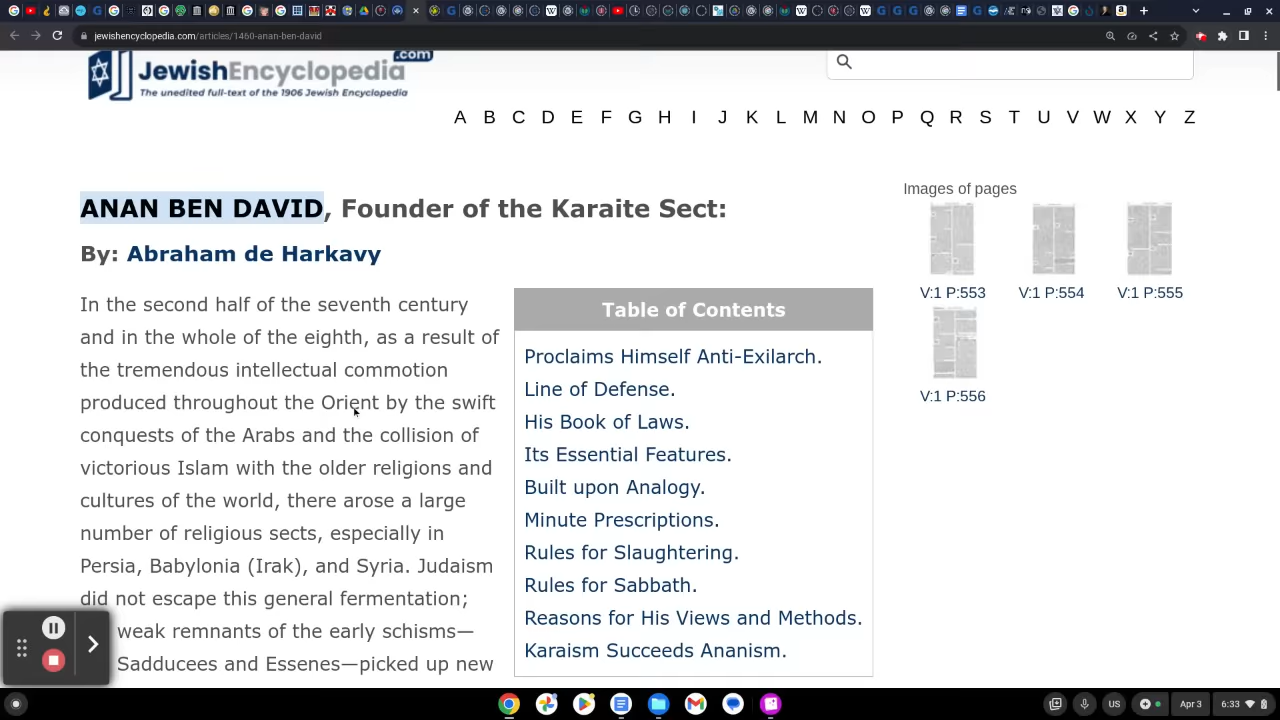 jewishencyclopedia.com/articles/1460-anan-ben-david
.com
JewishEncyclopedia
The unedited full-text of the 1906 Jewish Encyclopedia
A B C D E F G H I J K L M N O P Q R S T U V W X Y Z
ANAN BEN DAVID, Founder of the Karaite Sect:
By: Abraham de Harkavy
In the second half of the seventh century
and in the whole of the eighth, as a result of
the tremendous intellectual commotion
produced throughout the Orient by the swift
conquests of the Arabs and the collision of
victorious Islam with the older religions and
cultures of the world, there arose a large
number of religious sects, especially in
Persia, Babylonia (Irak), and Syria. Judaism
did not escape this general fermentation;
weak remnants of the early schisms—
Sadducees and Essenes—picked up new
Table of Contents
Proclaims Himself Anti-Exilarch.
Line of Defense.
His Book of Laws.
Its Essential Features.
Built upon Analogy.
Minute Prescriptions.
Rules for Slaughtering.
Rules for Sabbath.
Reasons for His Views and Methods.
Karaism Succeeds Ananism.
Images of pages
V:1 P:553 V:1 P:554 V:1 P:555
V:1 P:556
US Apr 3 6:33